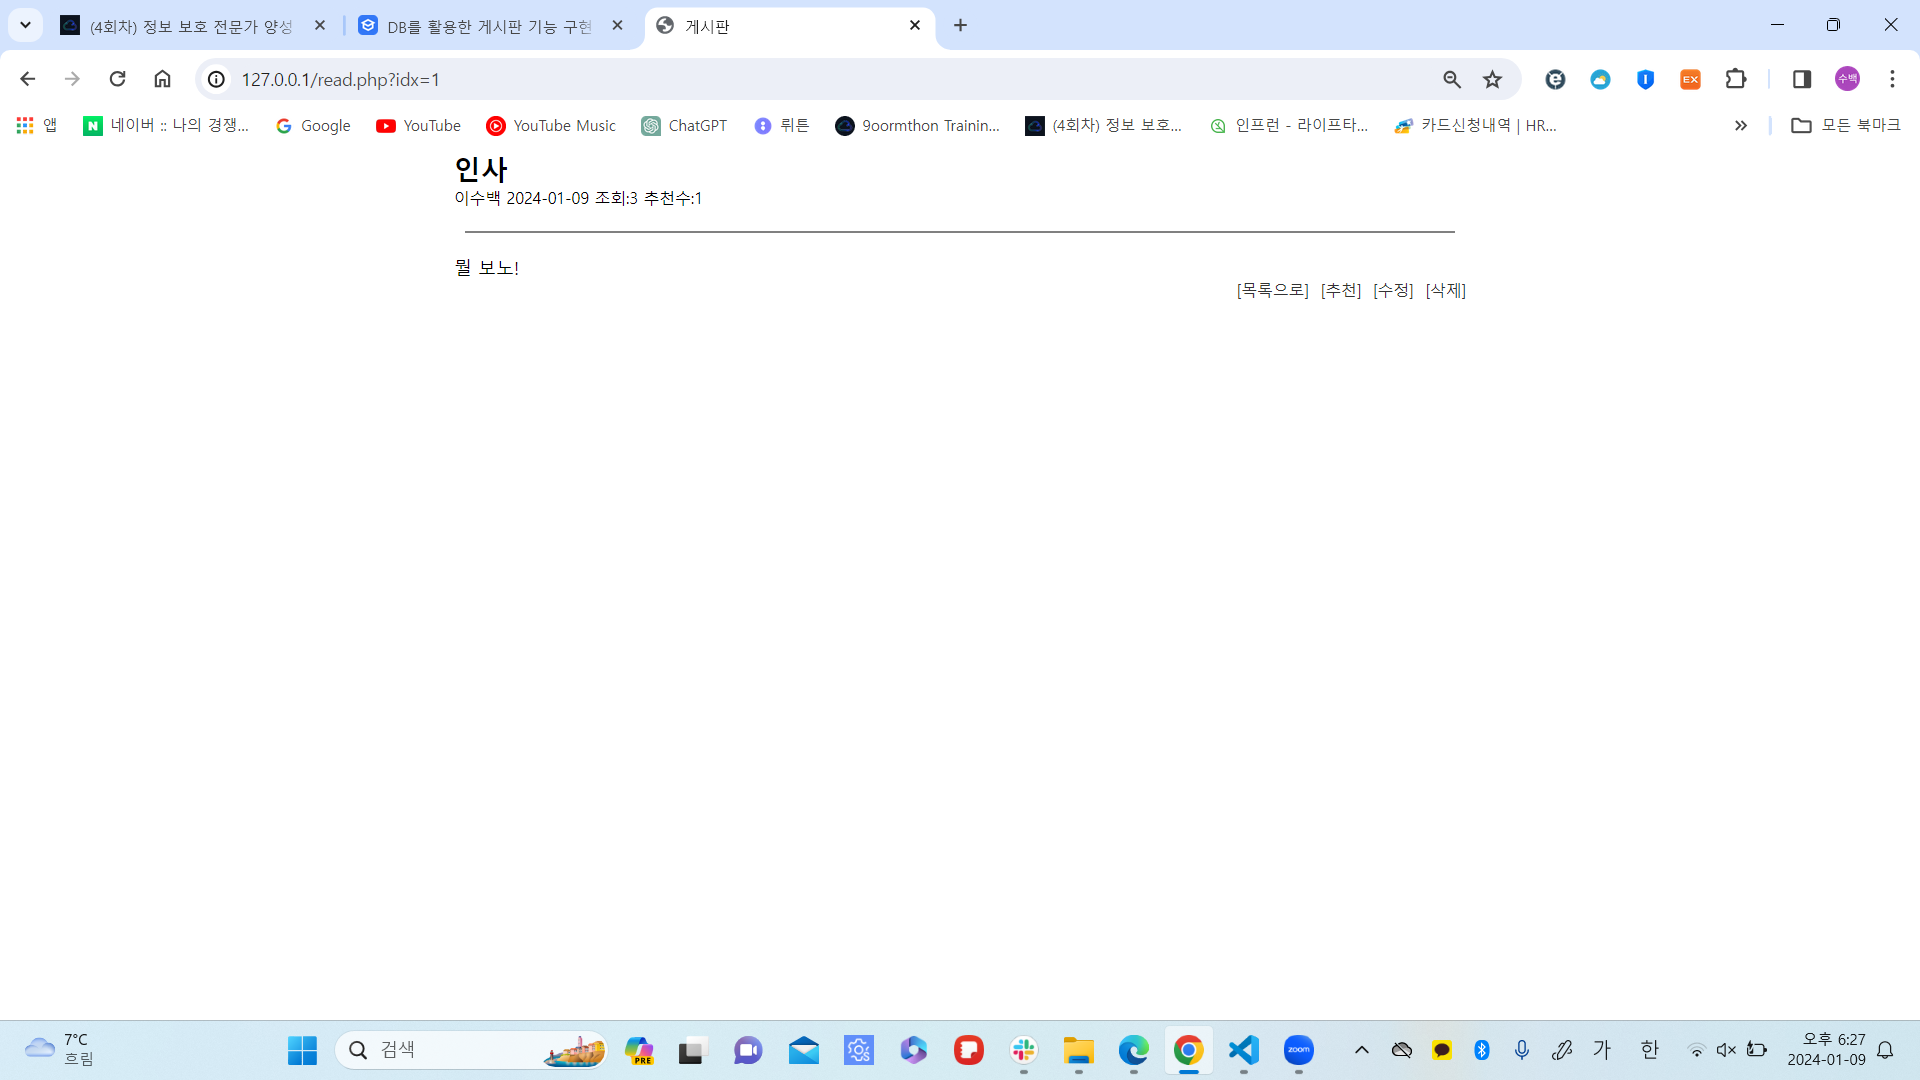 (4회차) 정보 보호 전문가 양성
DB를 활용한 게시판 기능 구현
게시판
127.0.0.1/read.php?idx=1
EX
수백
앱
N
네이버 :: 나의 경쟁...
Google
YouTube
YouTube Music
ChatGPT
뤼튼
9oormthon Trainin...
(4회차) 정보 보호...
인프런 - 라이프타...
카드신청내역 | HR...
모든 북마크
인사
이수백 2024-01-09 조회:3 추천수:1
뭘 보노!
[목록으로] [추천] [수정] [삭제]
7°C
흐림
검색
PRE
zoom
가
한
오후 6:27
2024-01-09